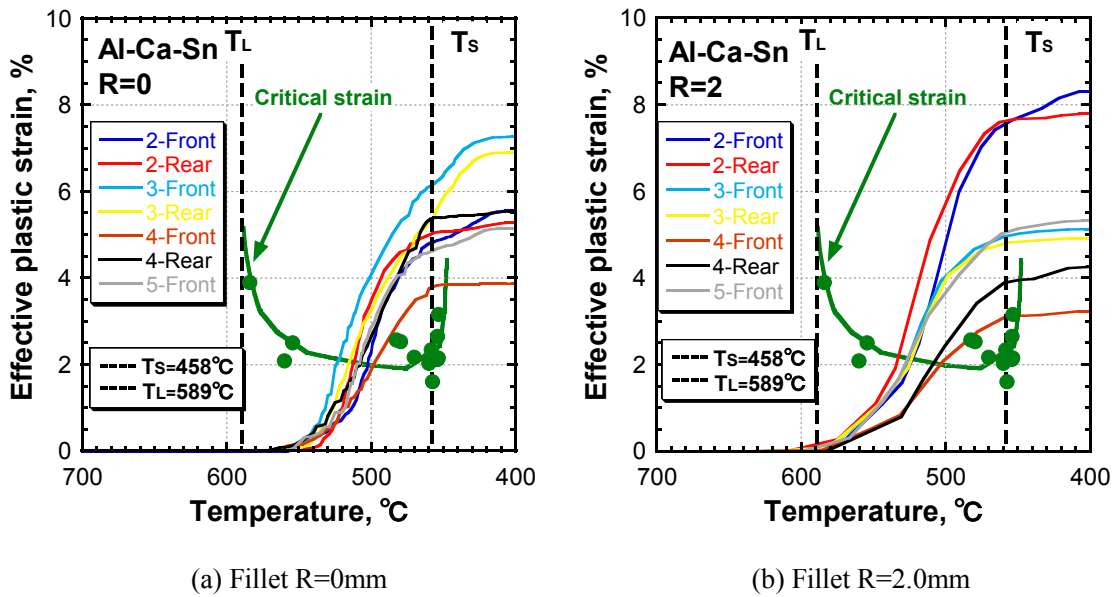 Effective plastic strain, %
10
8
6
4
2
0
Al-Ca-Sn
R=0
TL
TS
Critical strain
2-Front
2-Rear
3-Front
3-Rear
4-Front
4-Rear
5-Front
TS=458℃
TL=589℃
700
600
500
400
Temperature, ℃
(a) Fillet R=0mm
Effective plastic strain, %
10
8
6
4
2
0
Al-Ca-Sn
R=2
TL
TS
Critical strain
2-Front
2-Rear
3-Front
3-Rear
4-Front
4-Rear
5-Front
TS=458℃
TL=589℃
700
600
500
400
Temperature, ℃
(b) Fillet R=2.0mm